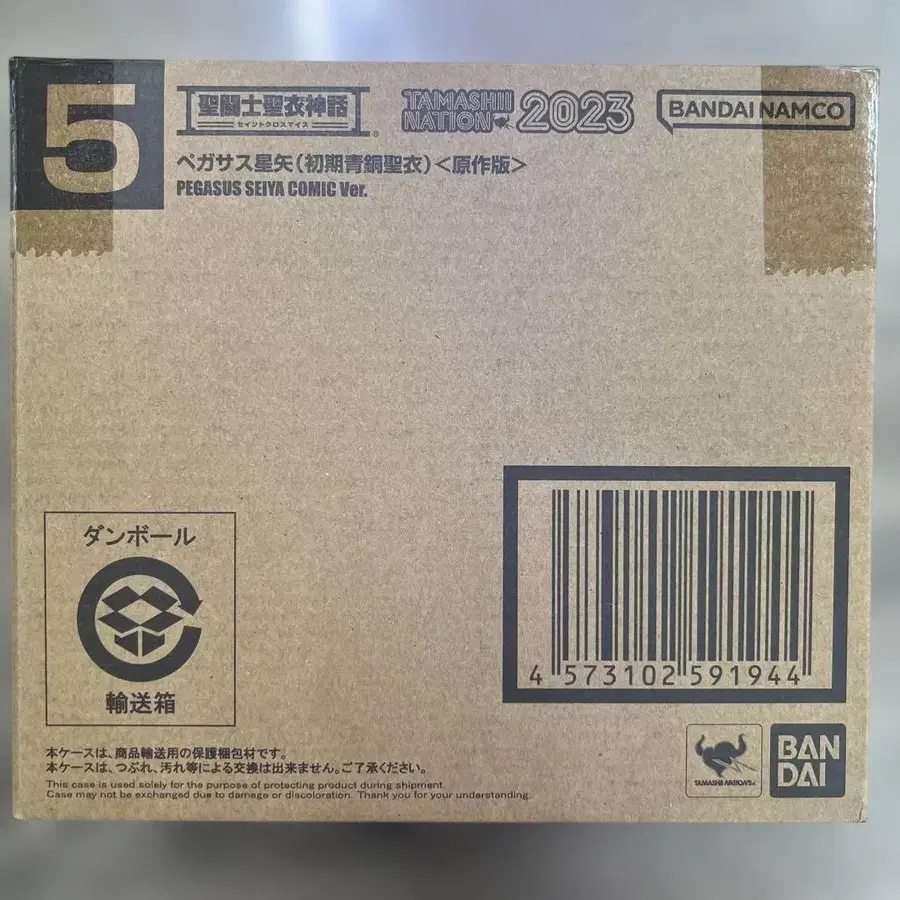 5
聖闘士聖衣神話
セイントクロスマイス
®
TAMASHII
NATION 2023
BANDAI NAMCO
ペガサス星矢(初期青銅聖衣)<原作版>
PEGASUS SEIYA COMIC Ver.
ダンボール
輸送箱
4 573102 591944
本ケースは、商品輸送用の保護梱包材です。
本ケースは、つぶれ、汚れ等による交換は出来ません。ご了承ください。
This case is used solely for the purpose of protecting product during shipment.
Case may not be exchanged due to damage or discoloration. Thank you for your understanding.
TAMASHII NATIONS
BAN
DAI